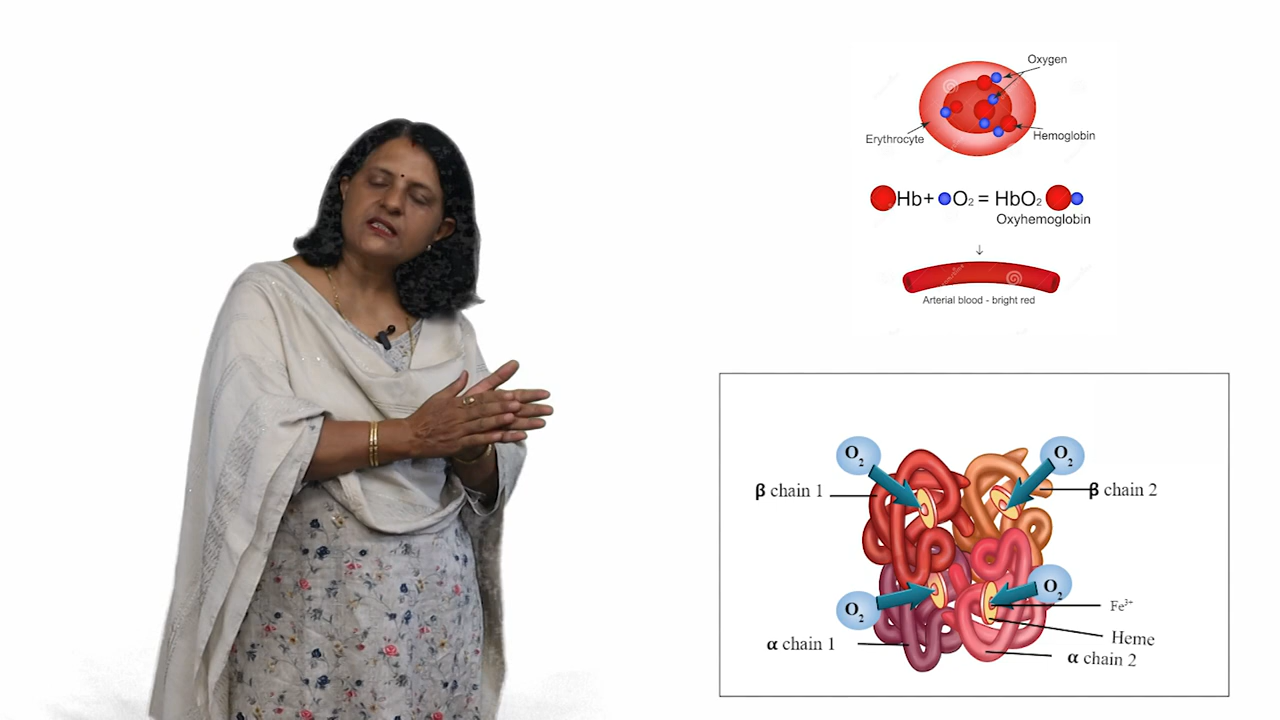 Oxygen
Erythrocyte
Hemoglobin
Hb+ O₂ = HbO₂
Oxyhemoglobin
↓
Arterial blood - bright red
O₂ O₂
β chain 1 β chain 2
O₂ O₂
Fe³⁺
Heme
α chain 1 α chain 2